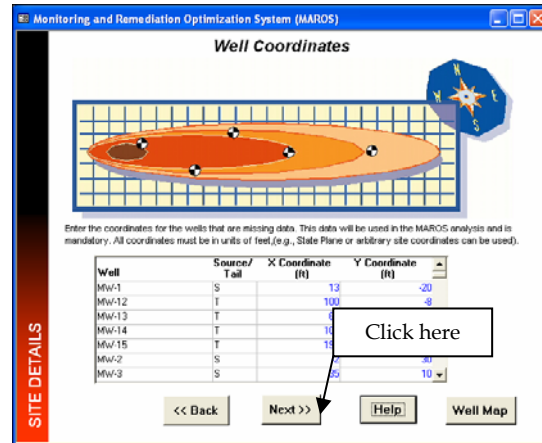 Monitoring and Remediation Optimization System (MAROS)
Well Coordinates
N
W
E
S
Enter the coordinates for the wells that are missing data. This data will be used in the MAROS analysis and is
mandatory. All coordinates must be in units of feet,(e.g., State Plane or arbitrary site coordinates can be used).
Well Source/ Tail X Coordinate (ft) Y Coordinate (ft)
MW-1 S 13 -20
MW-12 T 100 -8
MW-13 T
MW-14 T
MW-15 T
MW-2 S 30
MW-3 S 35 10
Click here
SITE DETAILS
<< Back Next >> Help Well Map